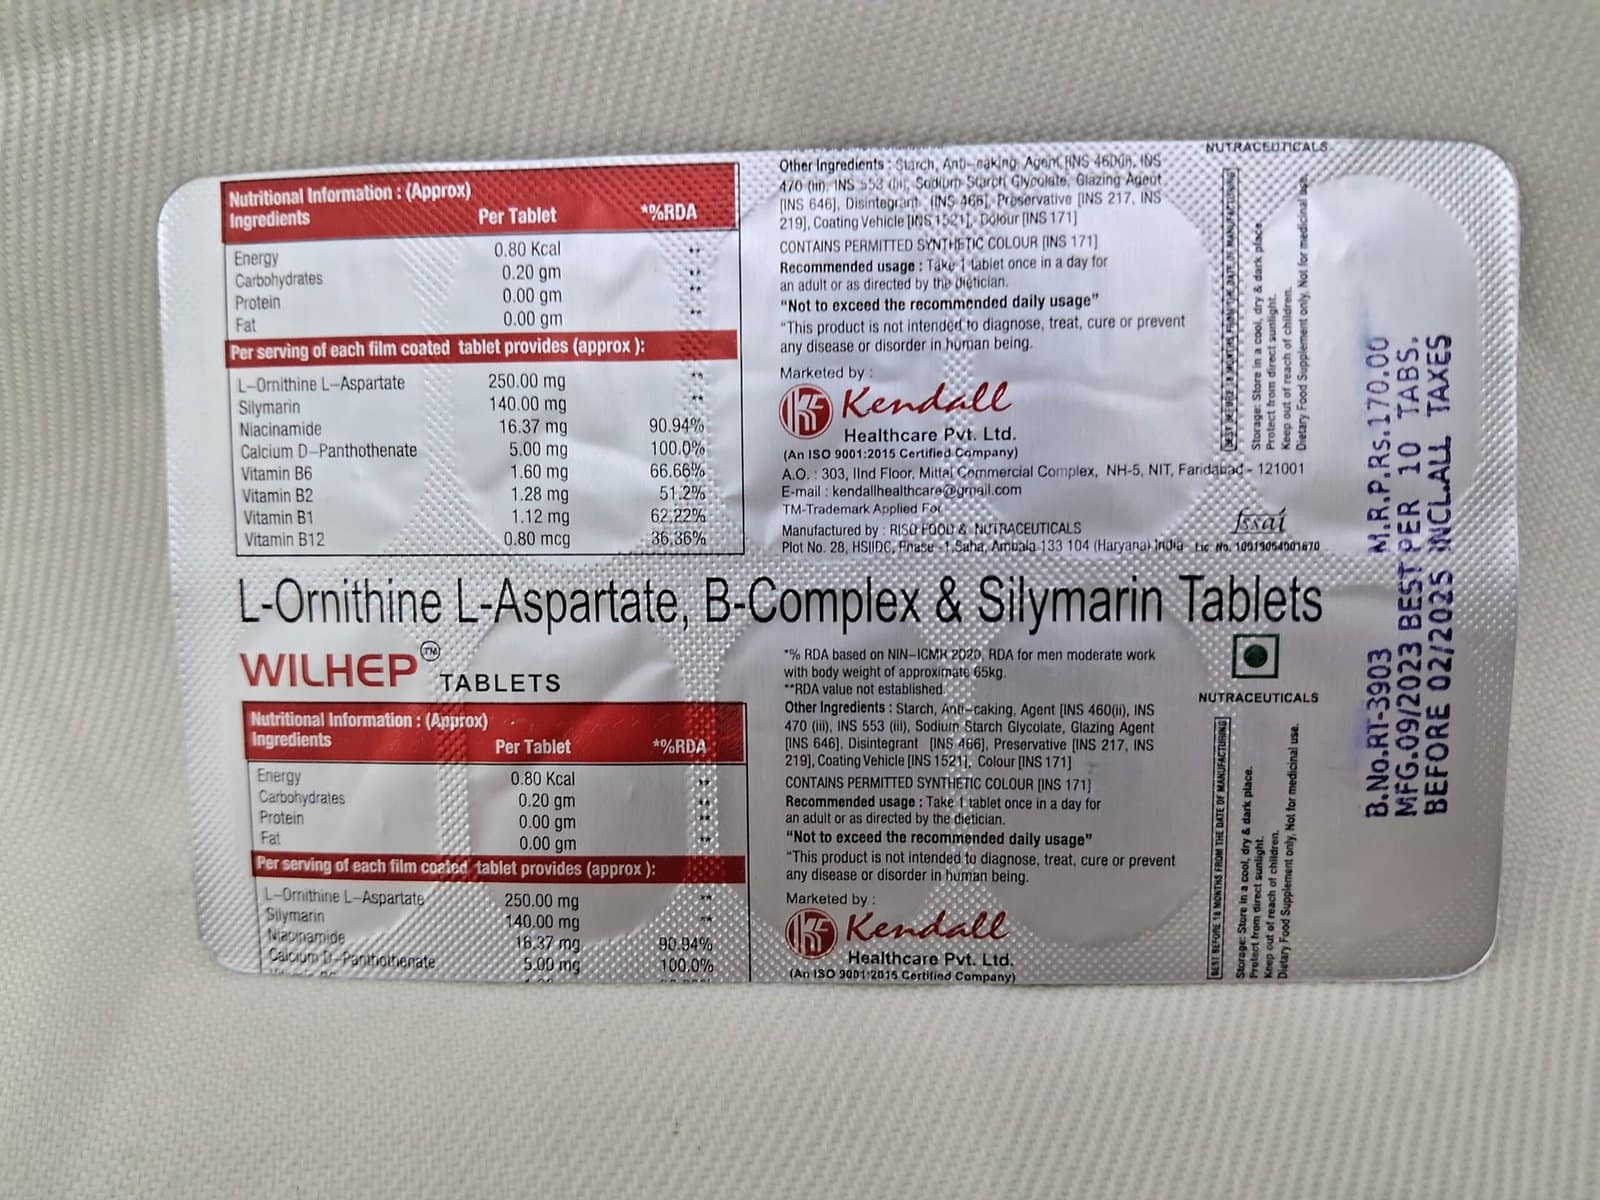 Nutritional Information : (Approx)
Ingredients Per Tablet *%RDA
Energy 0.80 Kcal **
Carbohydrates 0.20 gm **
Protein 0.00 gm **
Fat 0.00 gm **
Per serving of each film coated tablet provides (approx ):
L-Ornithine L-Aspartate 250.00 mg **
Silymarin 140.00 mg **
Niacinamide 16.37 mg 90.94%
Calcium D-Panthothenate 5.00 mg 100.0%
Vitamin B6 1.60 mg 66.66%
Vitamin B2 1.28 mg 51.2%
Vitamin B1 1.12 mg 62.22%
Vitamin B12 0.80 mcg 36.36%
Other Ingredients : Starch, Anti-caking, Agent [INS 460(ii), INS
470 (iii), INS 553 (iii), Sodium Starch Glycolate, Glazing Agent
[INS 646], Disintegrant [INS 466], Preservative [INS 217, INS
219], Coating Vehicle [INS 1521], Colour [INS 171]
CONTAINS PERMITTED SYNTHETIC COLOUR [INS 171]
Recommended usage : Take 1 tablet once in a day for
an adult or as directed by the dietician.
"Not to exceed the recommended daily usage"
"This product is not intended to diagnose, treat, cure or prevent
any disease or disorder in human being.
Marketed by :
Kendall
Healthcare Pvt. Ltd.
(An ISO 9001:2015 Certified Company)
A.O. : 303, IInd Floor, Mittal Commercial Complex, NH-5, NIT, Faridabad - 121001
E-mail : kendallhealthcare@gmail.com
TM-Trademark Applied For
Manufactured by : RISO FOOD & NUTRACEUTICALS
Plot No. 28, HSIIDC, Phase -1,Saha, Ambala 133 104 (Haryana) India
fssai
Lic No. 10019064001670
NUTRACEUTICALS
BEST BEFORE 18 MONTHS FROM THE DATE OF MANUFACTURING
Storage: Store in a cool, dry & dark place.
Protect from direct sunlight.
Keep out of reach of children.
Dietary Food Supplement only, Not for medicinal use.
L-Ornithine L-Aspartate, B-Complex & Silymarin Tablets
WILHEP TM TABLETS
Nutritional Information : (Approx)
Ingredients Per Tablet *%RDA
Energy 0.80 Kcal **
Carbohydrates 0.20 gm **
Protein 0.00 gm **
Fat 0.00 gm **
Per serving of each film coated tablet provides (approx ):
L-Ornithine L-Aspartate 250.00 mg **
Silymarin 140.00 mg **
Niacinamide 16.37 mg 90.94%
Calcium D-Panthothenate 5.00 mg 100.0%
*% RDA based on NIN-ICMR 2020, RDA for men moderate work
with body weight of approximate 65kg.
**RDA value not established
Other Ingredients : Starch, Anti-caking, Agent [INS 460(ii), INS
470 (iii), INS 553 (iii), Sodium Starch Glycolate, Glazing Agent
[INS 646], Disintegrant [INS 466], Preservative [INS 217, INS
219], Coating Vehicle [INS 1521], Colour [INS 171]
CONTAINS PERMITTED SYNTHETIC COLOUR [INS 171]
Recommended usage : Take 1 tablet once in a day for
an adult or as directed by the dietician.
"Not to exceed the recommended daily usage"
"This product is not intended to diagnose, treat, cure or prevent
any disease or disorder in human being.
Marketed by :
Kendall
Healthcare Pvt. Ltd.
(An ISO 9001:2015 Certified Company)
NUTRACEUTICALS
BEST BEFORE 18 MONTHS FROM THE DATE OF MANUFACTURING
Storage: Store in a cool, dry & dark place.
Protect from direct sunlight.
Keep out of reach of children.
Dietary Food Supplement only, Not for medicinal use.
B.No.RT-3903 M.R.P.Rs.170.00
MFG.09/2023 BEST PER 10 TABS.
BEFORE 02/2025 INCL.ALL TAXES